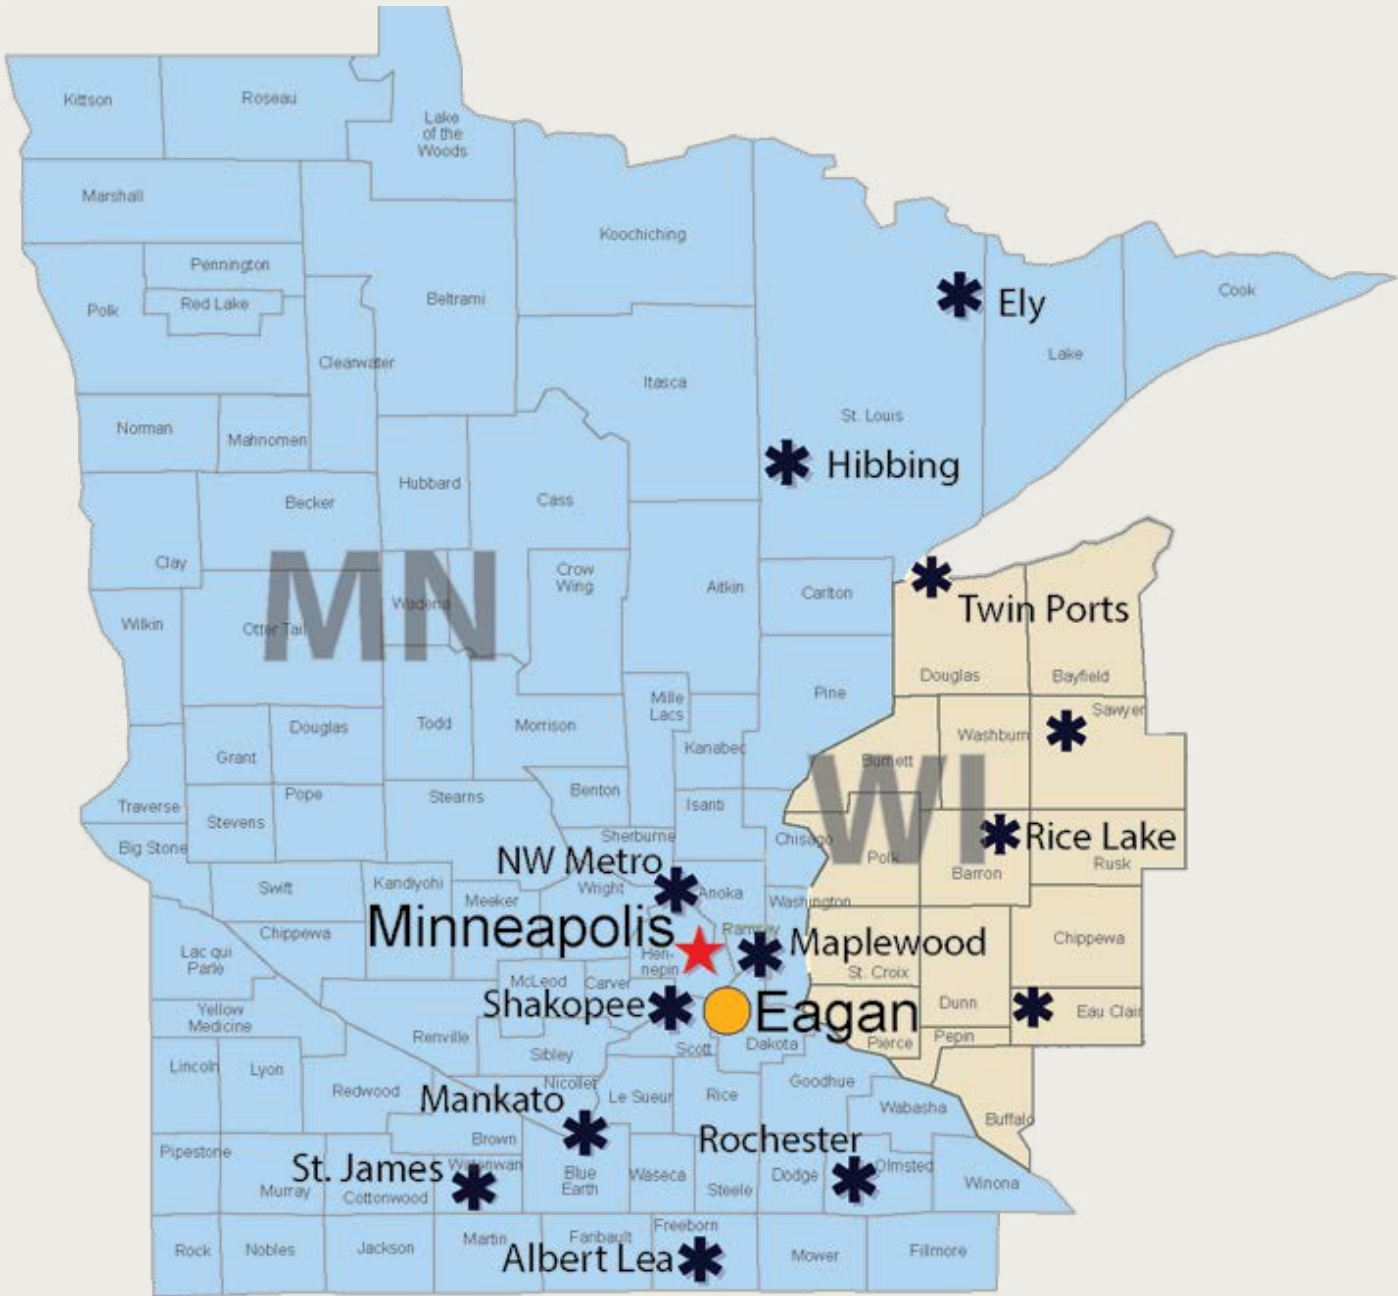 Kittson
Roseau
Lake
of the
Woods
Marshall
Koochiching
Pennington
Beltrami
Polk
Red Lake
Ely
Cook
Clearwater
Lake
Itasca
St. Louis
Norman
Mahnomen
Hibbing
Hubbard
Becker
Cass
MN
Clay
Crow
Wing
Aitkin
Carlton
Twin Ports
Wadena
Wilkin
Otter Tail
Douglas
Bayfield
Pine
Mille
Lacs
Sawyer
Douglas
Todd
Morrison
Washburn
Kanabec
Grant
Burnett
WI
Pope
Stearns
Benton
Isanti
Traverse
Stevens
Sherburne
Chisago
Rice Lake
Big Stone
NW Metro
Polk
Rusk
Barron
Swift
Kandiyohi
Meeker
Wright
Anoka
Washington
Minneapolis
Chippewa
Ramsey
Maplewood
Chippewa
Lac qui
Parle
Hen-
nepin
St. Croix
McLeod
Carver
Shakopee
Eagan
Dunn
Eau Clair
Yellow
Medicine
Renville
Scott
Dakota
Pierce
Pepin
Sibley
Lincoln
Lyon
Redwood
Nicollet
Le Sueur
Rice
Goodhue
Mankato
Wabasha
Buffalo
Brown
Rochester
Pipestone
St. James
Watonwan
Blue
Earth
Waseca
Steele
Dodge
Olmsted
Winona
Murray
Cottonwood
Rock
Nobles
Jackson
Martin
Faribault
Freeborn
Albert Lea
Mower
Fillmore